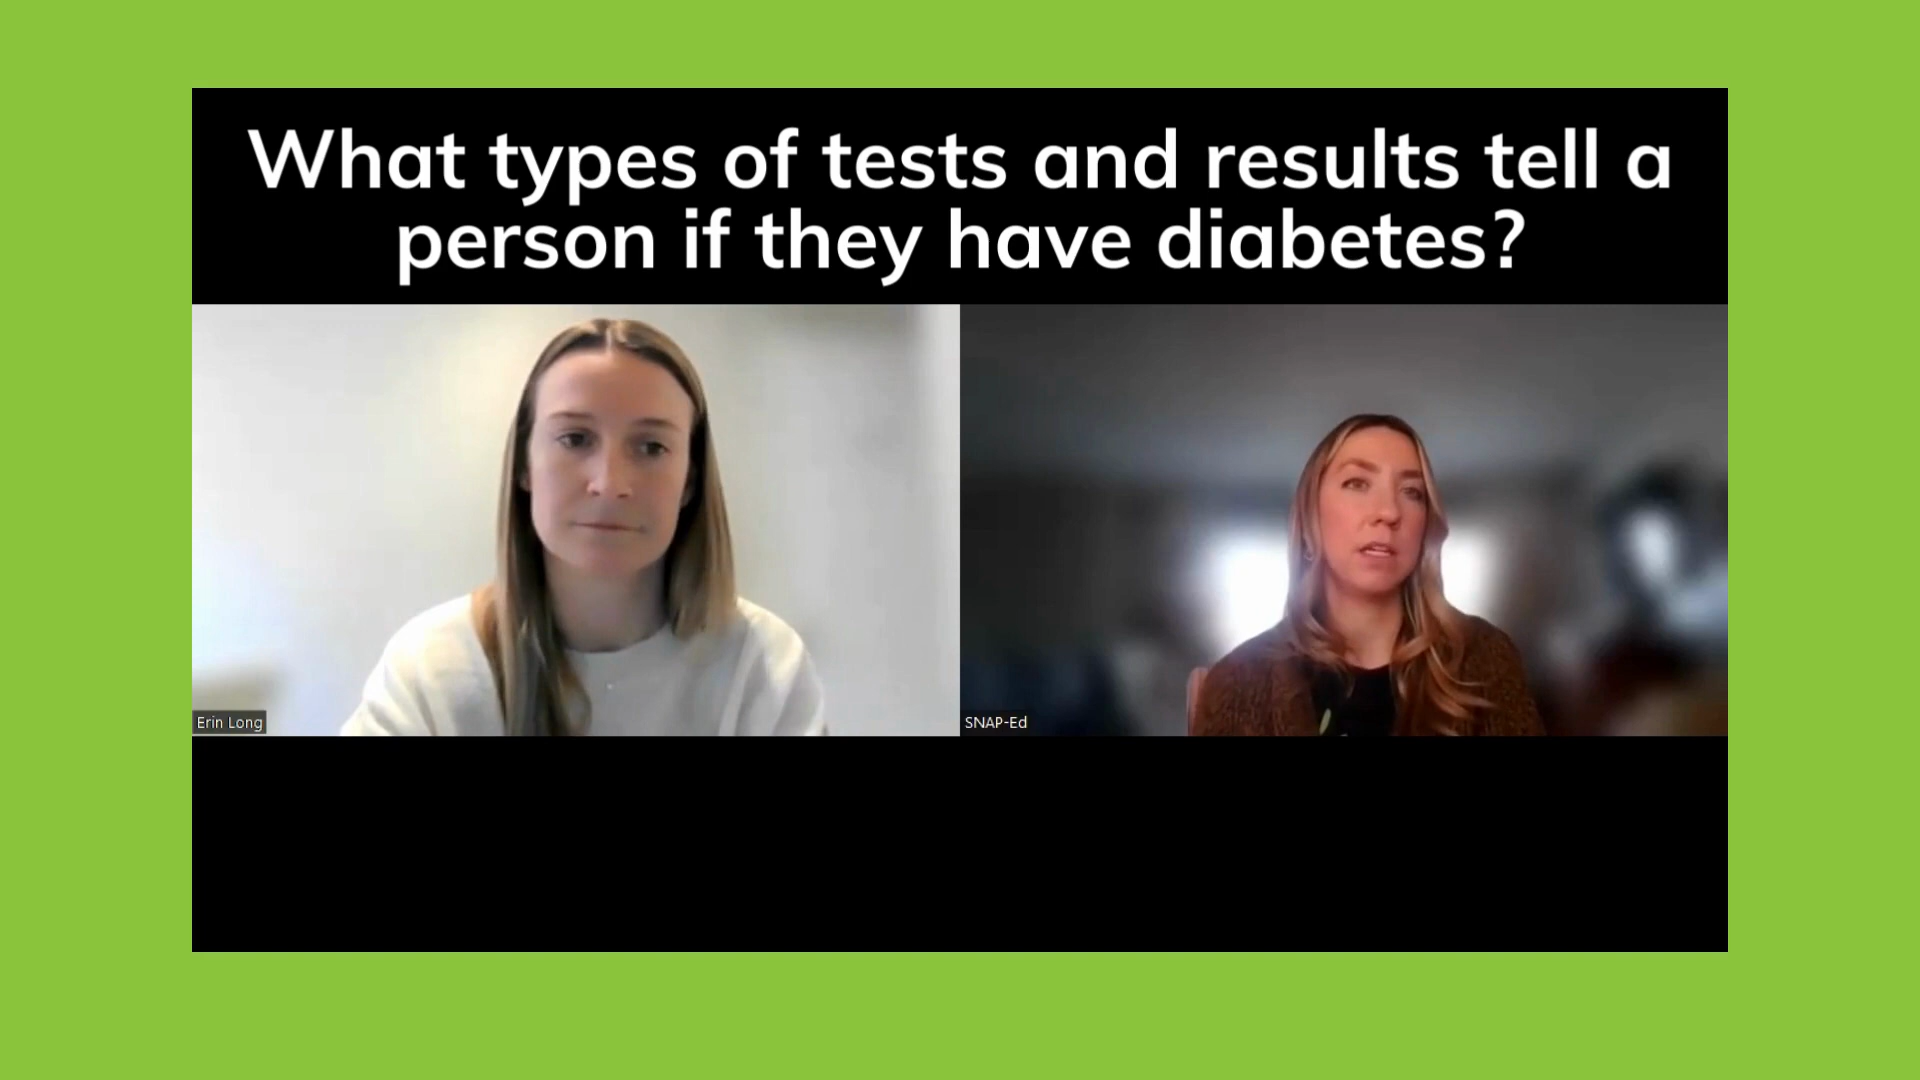 What types of tests and results tell a
person if they have diabetes?
Erin Long
SNAP-Ed